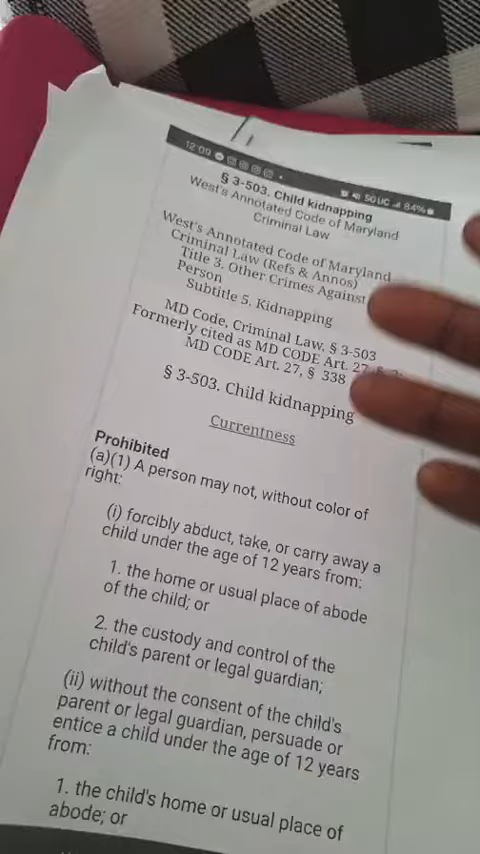 12:09
5G UC 84%
§ 3-503. Child kidnapping
West's Annotated Code of Maryland
Criminal Law
West's Annotated Code of Maryland
Criminal Law (Refs & Annos)
Title 3. Other Crimes Against
Person
Subtitle 5. Kidnapping
MD Code, Criminal Law, § 3-503
Formerly cited as MD CODE Art. 27, §
MD CODE Art. 27, § 338
§ 3-503. Child kidnapping
Currentness
Prohibited
(a)(1) A person may not, without color of
right:
(i) forcibly abduct, take, or carry away a
child under the age of 12 years from:
1. the home or usual place of abode
of the child; or
2. the custody and control of the
child's parent or legal guardian;
(ii) without the consent of the child's
parent or legal guardian, persuade or
entice a child under the age of 12 years
from:
1. the child's home or usual place of
abode; or